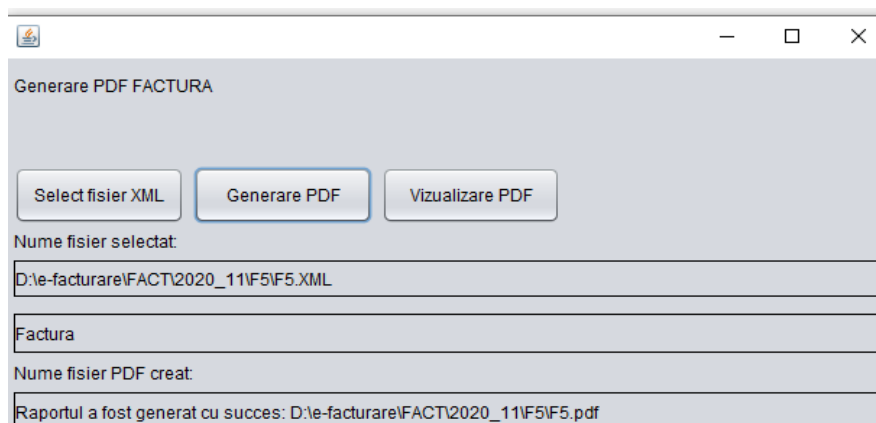 Generare PDF FACTURA
Select fisier XML Generare PDF Vizualizare PDF
Nume fisier selectat:
D:\e-facturare\FACT\2020_11\F5\F5.XML
Factura
Nume fisier PDF creat:
Raportul a fost generat cu succes: D:\e-facturare\FACT\2020_11\F5\F5.pdf